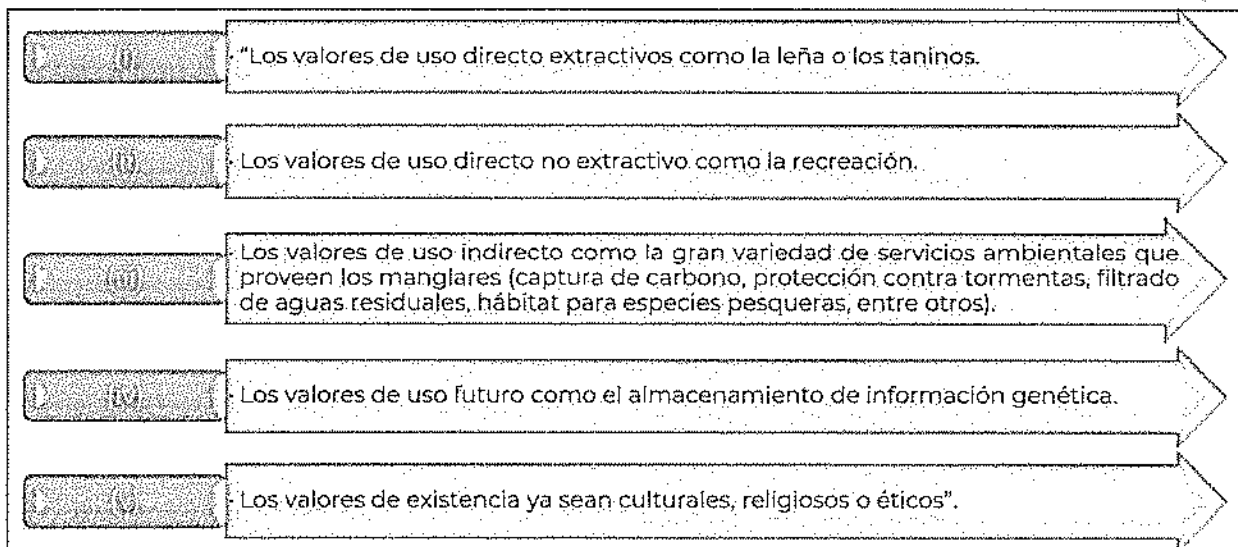 (i)
· "Los valores de uso directo extractivos como la leña o los taninos.
(ii)
· Los valores de uso directo no extractivo como la recreación.
(iii)
· Los valores de uso indirecto como la gran variedad de servicios ambientales que
proveen los manglares (captura de carbono, protección contra tormentas, filtrado
de aguas residuales, hábitat para especies pesqueras, entre otros).
(iv)
· Los valores de uso futuro como el almacenamiento de información genética.
(v)
· Los valores de existencia ya sean culturales, religiosos o éticos".